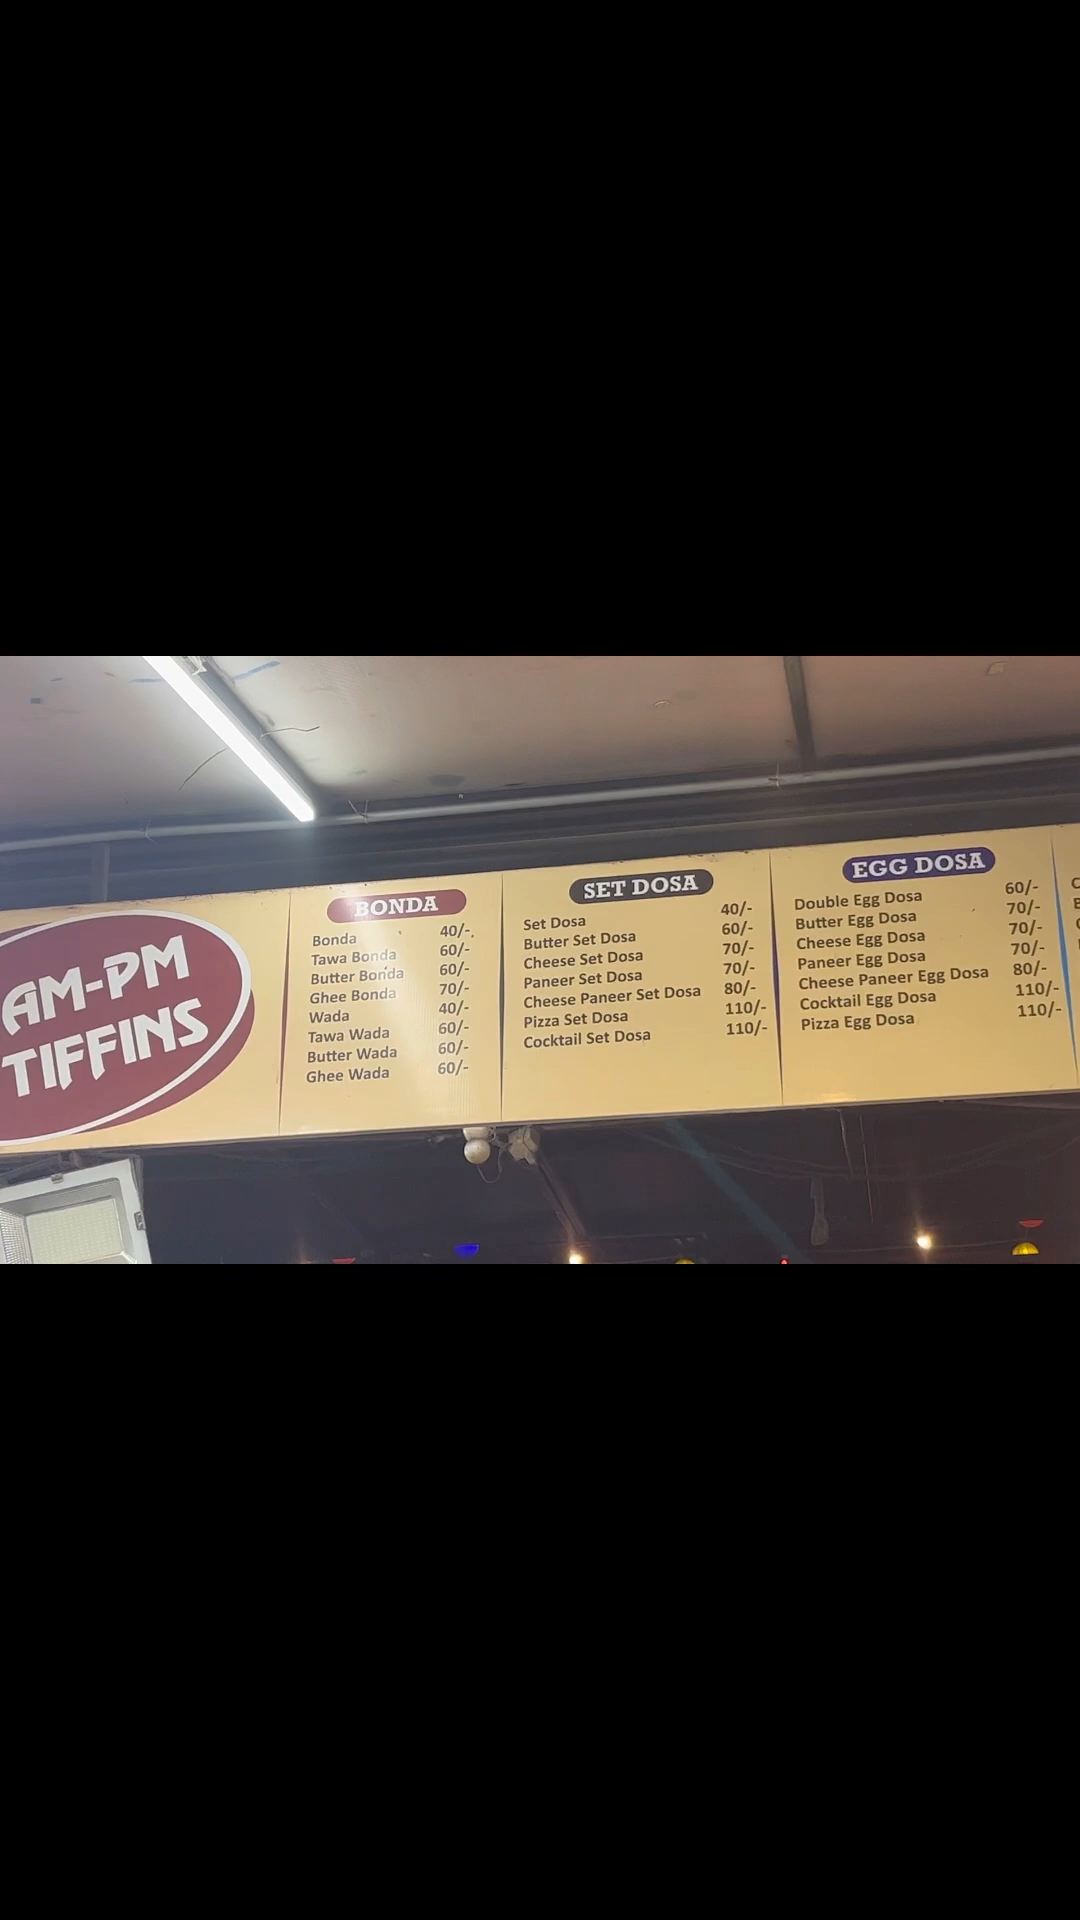 AM-PM
TIFFINS
BONDA
Bonda 40/-
Tawa Bonda 60/-
Butter Bonda 60/-
Ghee Bonda 70/-
Wada 40/-
Tawa Wada 60/-
Butter Wada 60/-
Ghee Wada 60/-
SET DOSA
Set Dosa 40/-
Butter Set Dosa 60/-
Cheese Set Dosa 70/-
Paneer Set Dosa 70/-
Cheese Paneer Set Dosa 80/-
Pizza Set Dosa 110/-
Cocktail Set Dosa 110/-
EGG DOSA
Double Egg Dosa 60/-
Butter Egg Dosa 70/-
Cheese Egg Dosa 70/-
Paneer Egg Dosa 70/-
Cheese Paneer Egg Dosa 80/-
Cocktail Egg Dosa 110/-
Pizza Egg Dosa 110/-